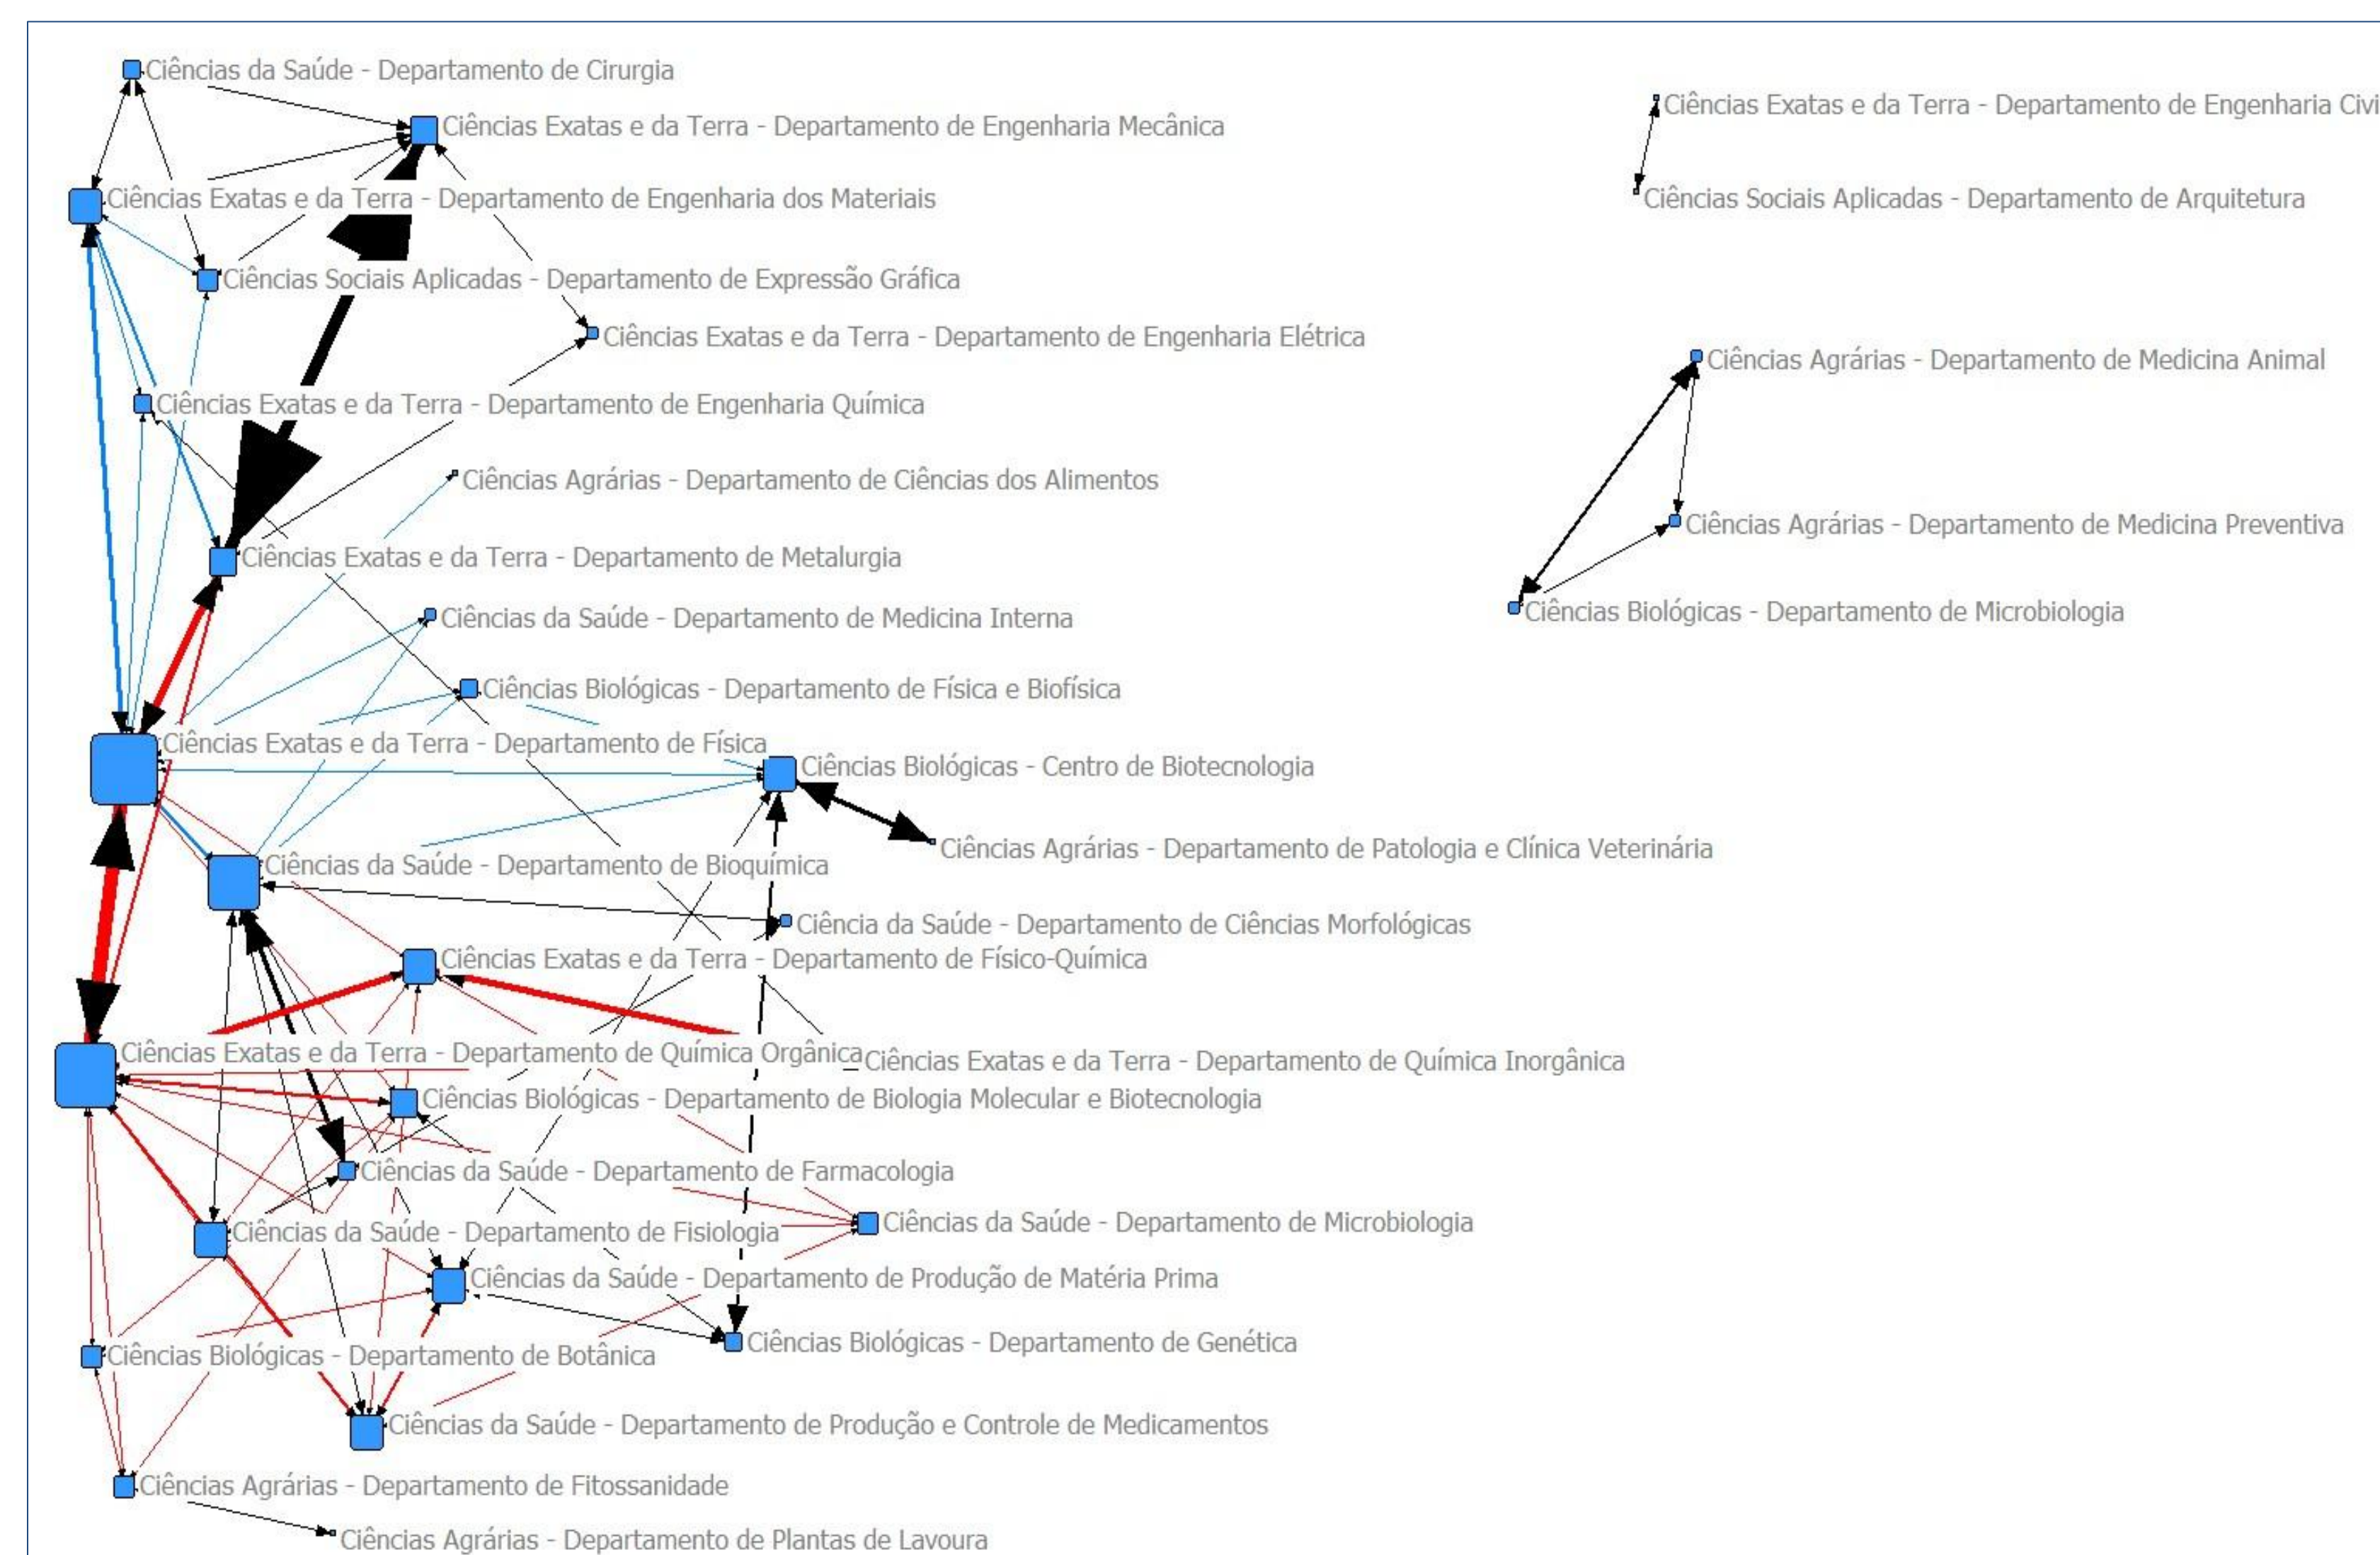 Ciências da Saúde - Departamento de Cirurgia
Ciências Exatas e da Terra - Departamento de Engenharia Civi
Ciências Exatas e da Terra - Departamento de Engenharia Mecânica
Ciências Exatas e da Terra - Departamento de Engenharia dos Materiais
Ciências Sociais Aplicadas - Departamento de Arquitetura
Ciências Sociais Aplicadas - Departamento de Expressão Gráfica
Ciências Exatas e da Terra - Departamento de Engenharia Elétrica
Ciências Agrárias - Departamento de Medicina Animal
Ciências Exatas e da Terra - Departamento de Engenharia Química
Ciências Agrárias - Departamento de Ciências dos Alimentos
Ciências Agrárias - Departamento de Medicina Preventiva
Ciências Exatas e da Terra - Departamento de Metalurgia
Ciências Biológicas - Departamento de Microbiologia
Ciências da Saúde - Departamento de Medicina Interna
Ciências Biológicas - Departamento de Física e Biofísica
Ciências Exatas e da Terra - Departamento de Física
Ciências Biológicas - Centro de Biotecnologia
Ciências Agrárias - Departamento de Patologia e Clínica Veterinária
Ciências da Saúde - Departamento de Bioquímica
Ciência da Saúde - Departamento de Ciências Morfológicas
Ciências Exatas e da Terra - Departamento de Físico-Química
Ciências Exatas e da Terra - Departamento de Química Orgânica
Ciências Exatas e da Terra - Departamento de Química Inorgânica
Ciências Biológicas - Departamento de Biologia Molecular e Biotecnologia
Ciências da Saúde - Departamento de Farmacologia
Ciências da Saúde - Departamento de Microbiologia
Ciências da Saúde - Departamento de Fisiologia
Ciências da Saúde - Departamento de Produção de Matéria Prima
Ciências Biológicas - Departamento de Genética
Ciências Biológicas - Departamento de Botânica
Ciências da Saúde - Departamento de Produção e Controle de Medicamentos
Ciências Agrárias - Departamento de Fitossanidade
Ciências Agrárias - Departamento de Plantas de Lavoura